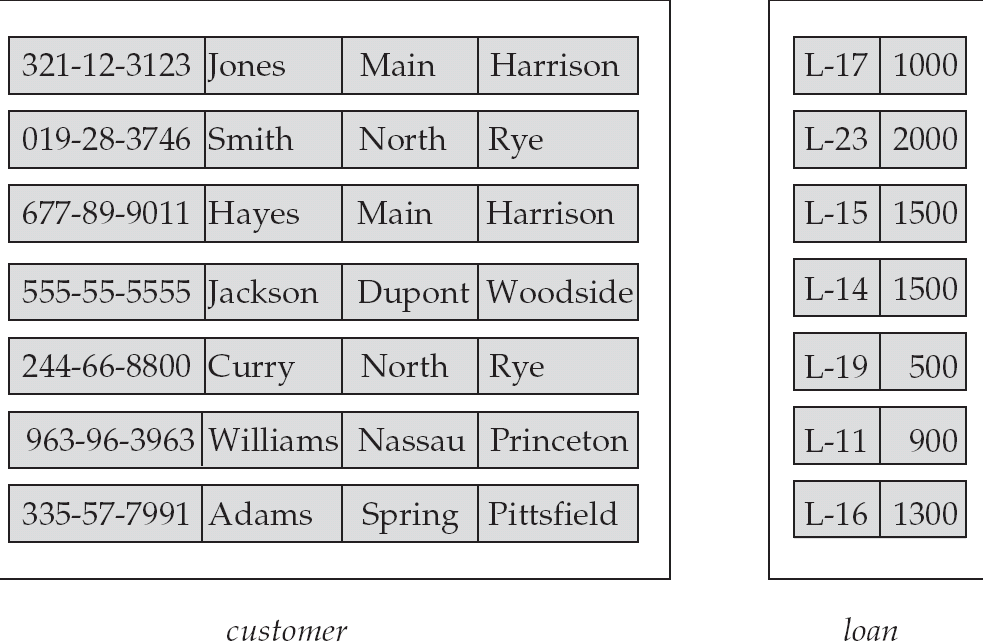 321-12-3123 Jones Main Harrison
019-28-3746 Smith North Rye
677-89-9011 Hayes Main Harrison
555-55-5555 Jackson Dupont Woodside
244-66-8800 Curry North Rye
963-96-3963 Williams Nassau Princeton
335-57-7991 Adams Spring Pittsfield
customer
L-17 1000
L-23 2000
L-15 1500
L-14 1500
L-19 500
L-11 900
L-16 1300
loan